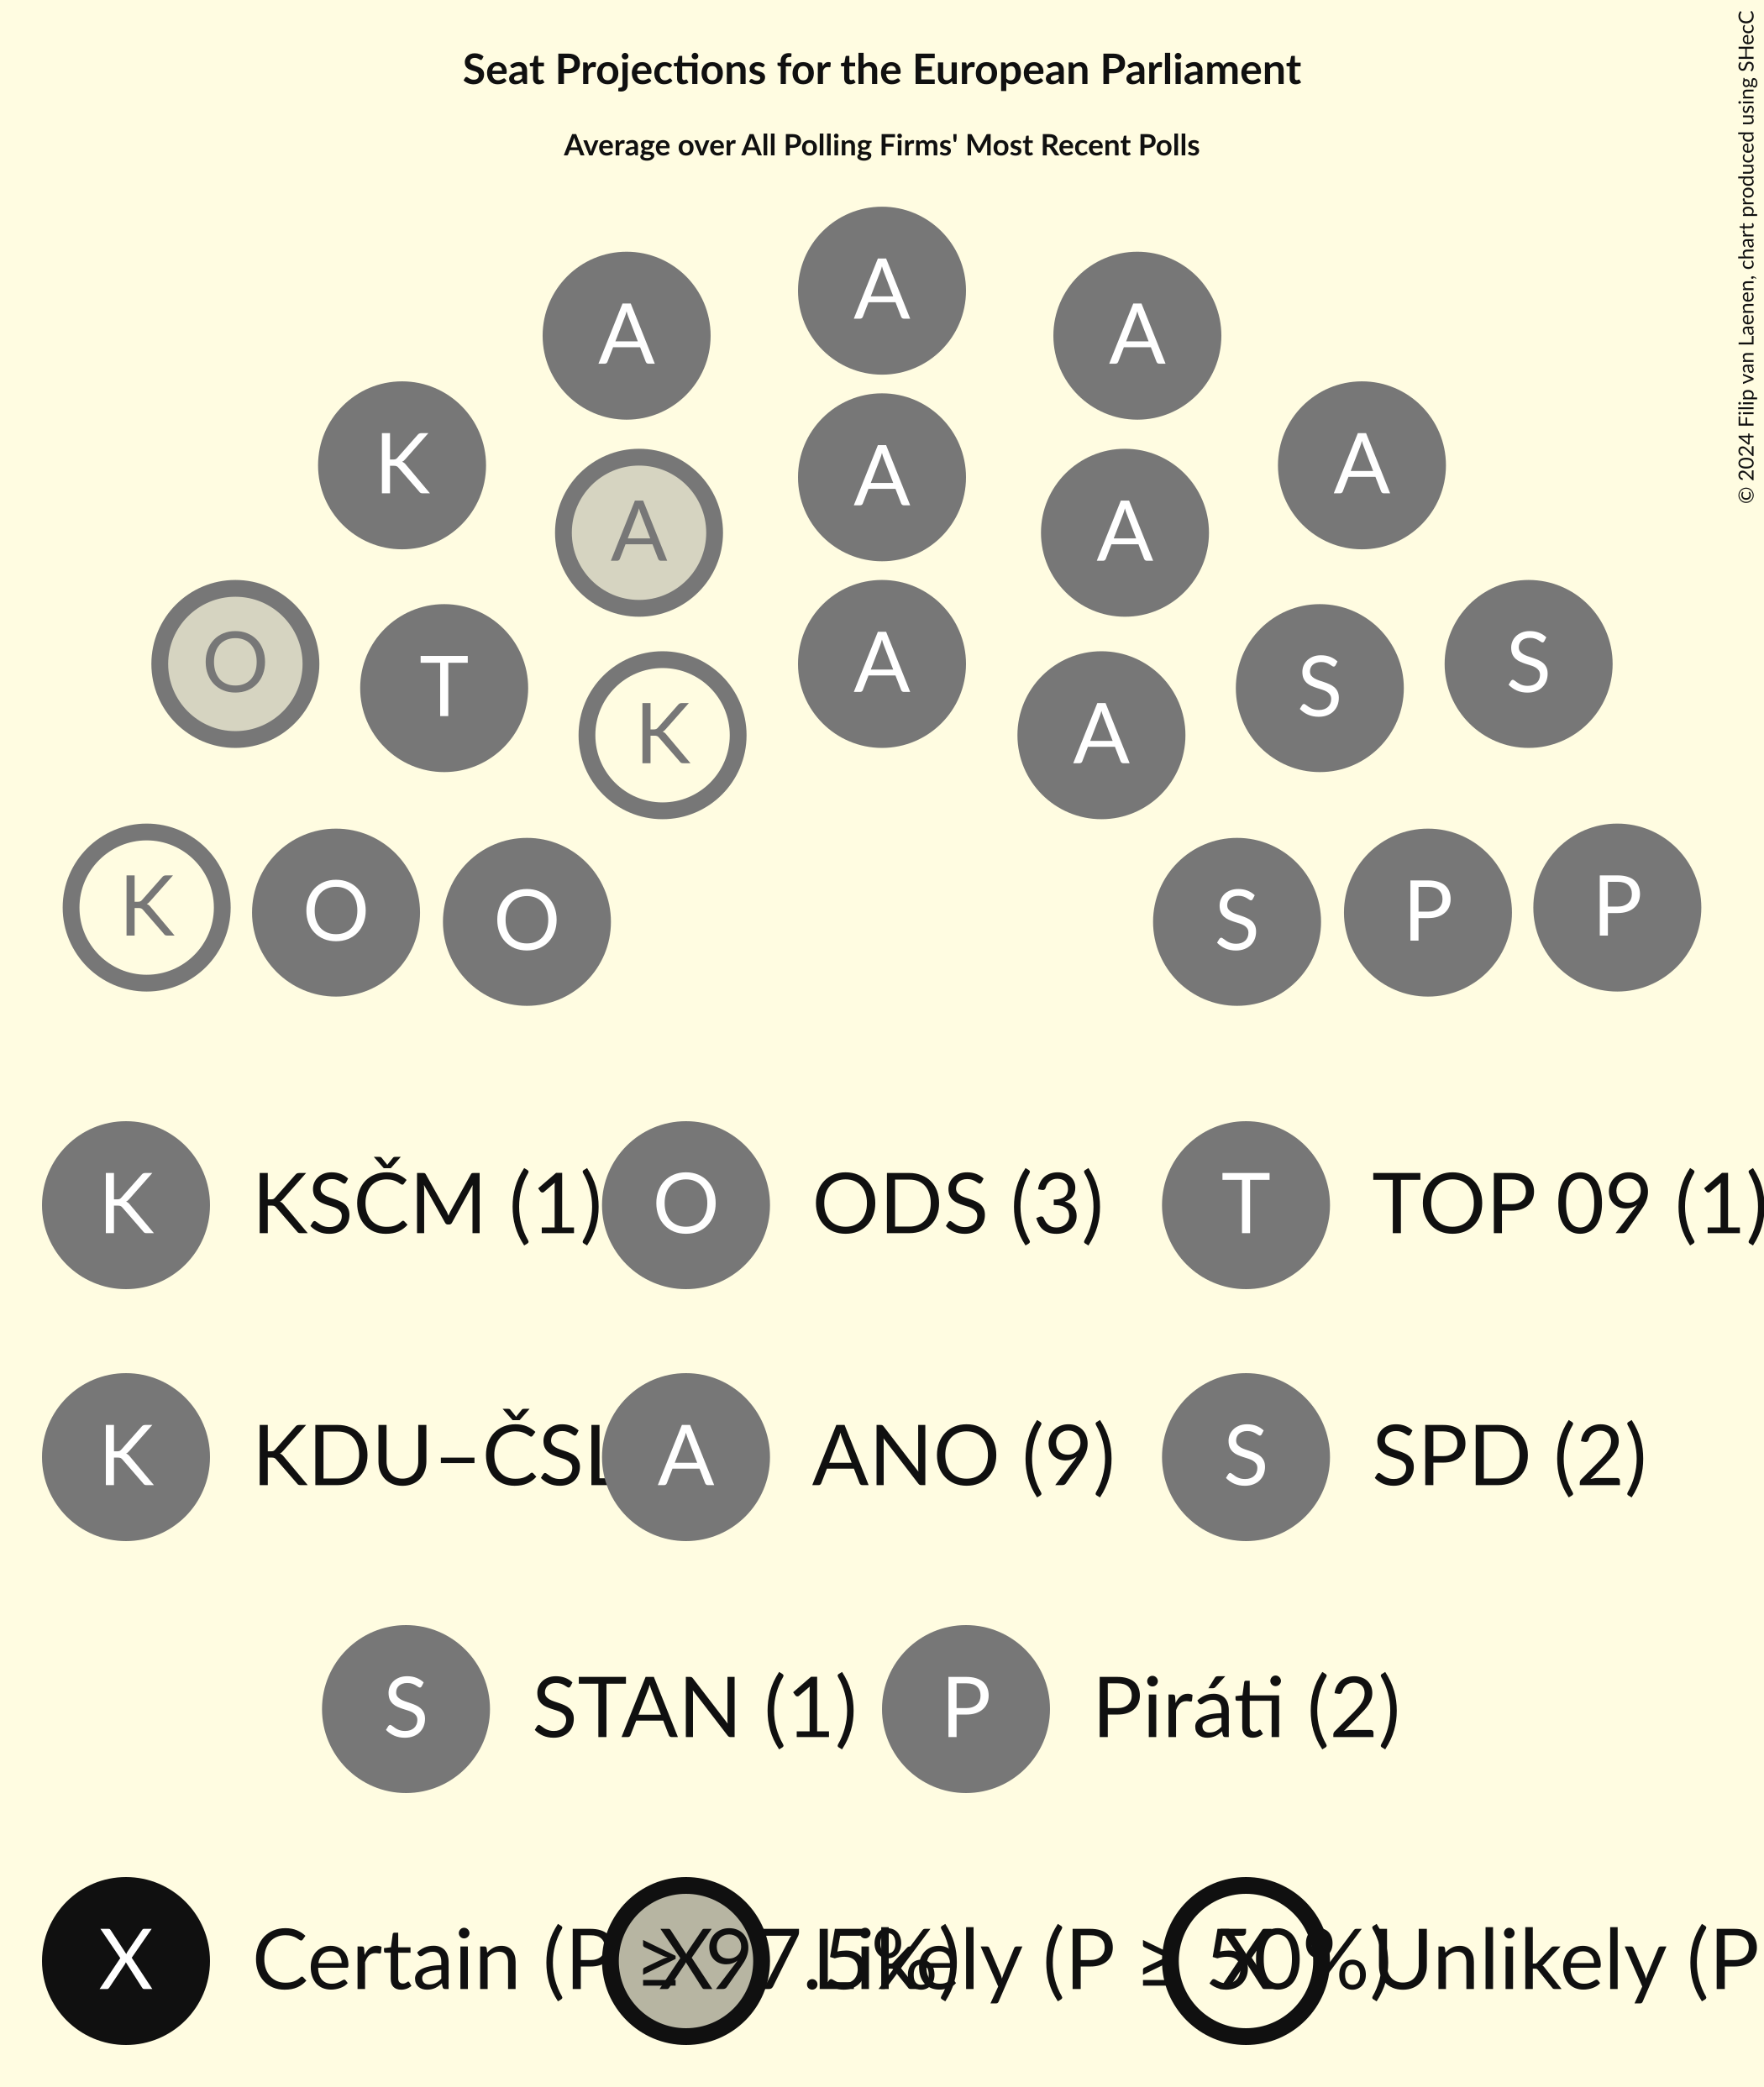 Seat Projections for the European Parliament
Average over All Polling Firms' Most Recent Polls
© 2024 Filip van Laenen, chart produced using SHecC
A
A A
K A
A
A A
O S
T S
A
K A
K P
O P
O S
K KSČM (1) O ODS (3) T TOP 09 (1)
K KDU–ČSL A ANO (9) S SPD (2)
S STAN (1) P Piráti (2)
X Certain (P ≥ 97.5%) X Likely (P ≥ 50%) X Unlikely (P